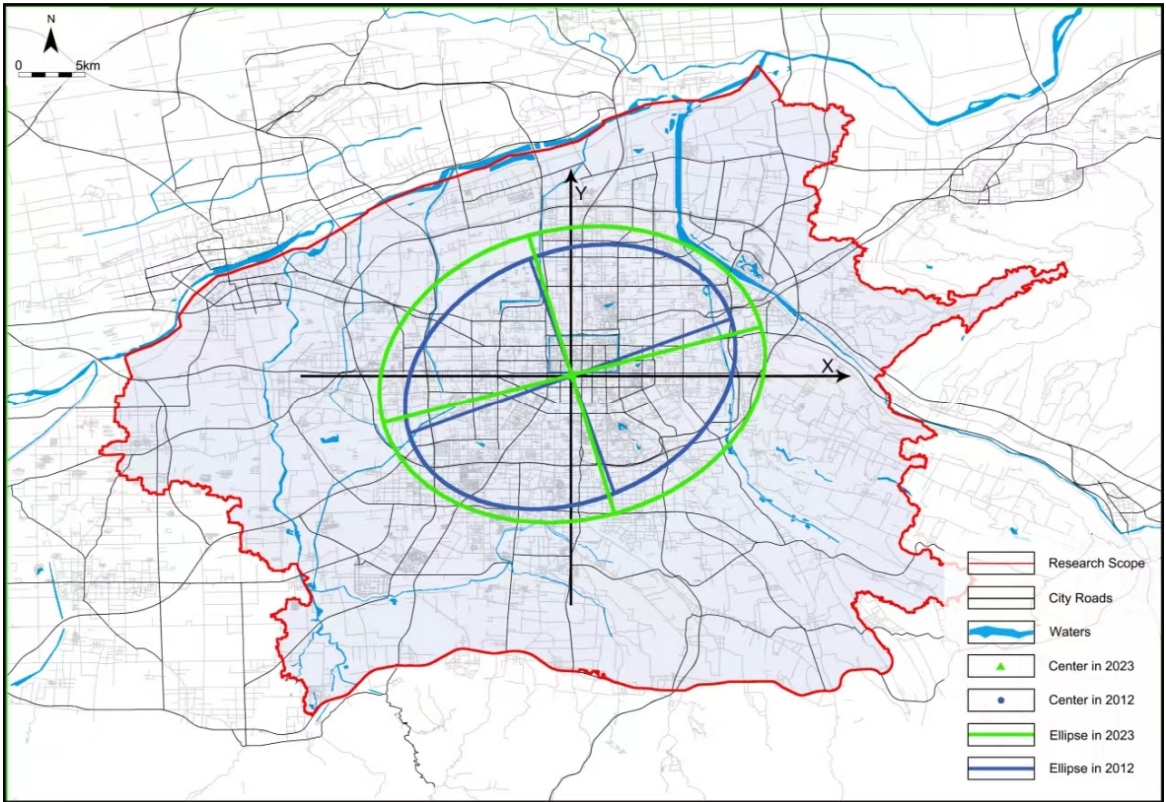 N
0 5km
Y
X
Research Scope
City Roads
Waters
Center in 2023
Center in 2012
Ellipse in 2023
Ellipse in 2012